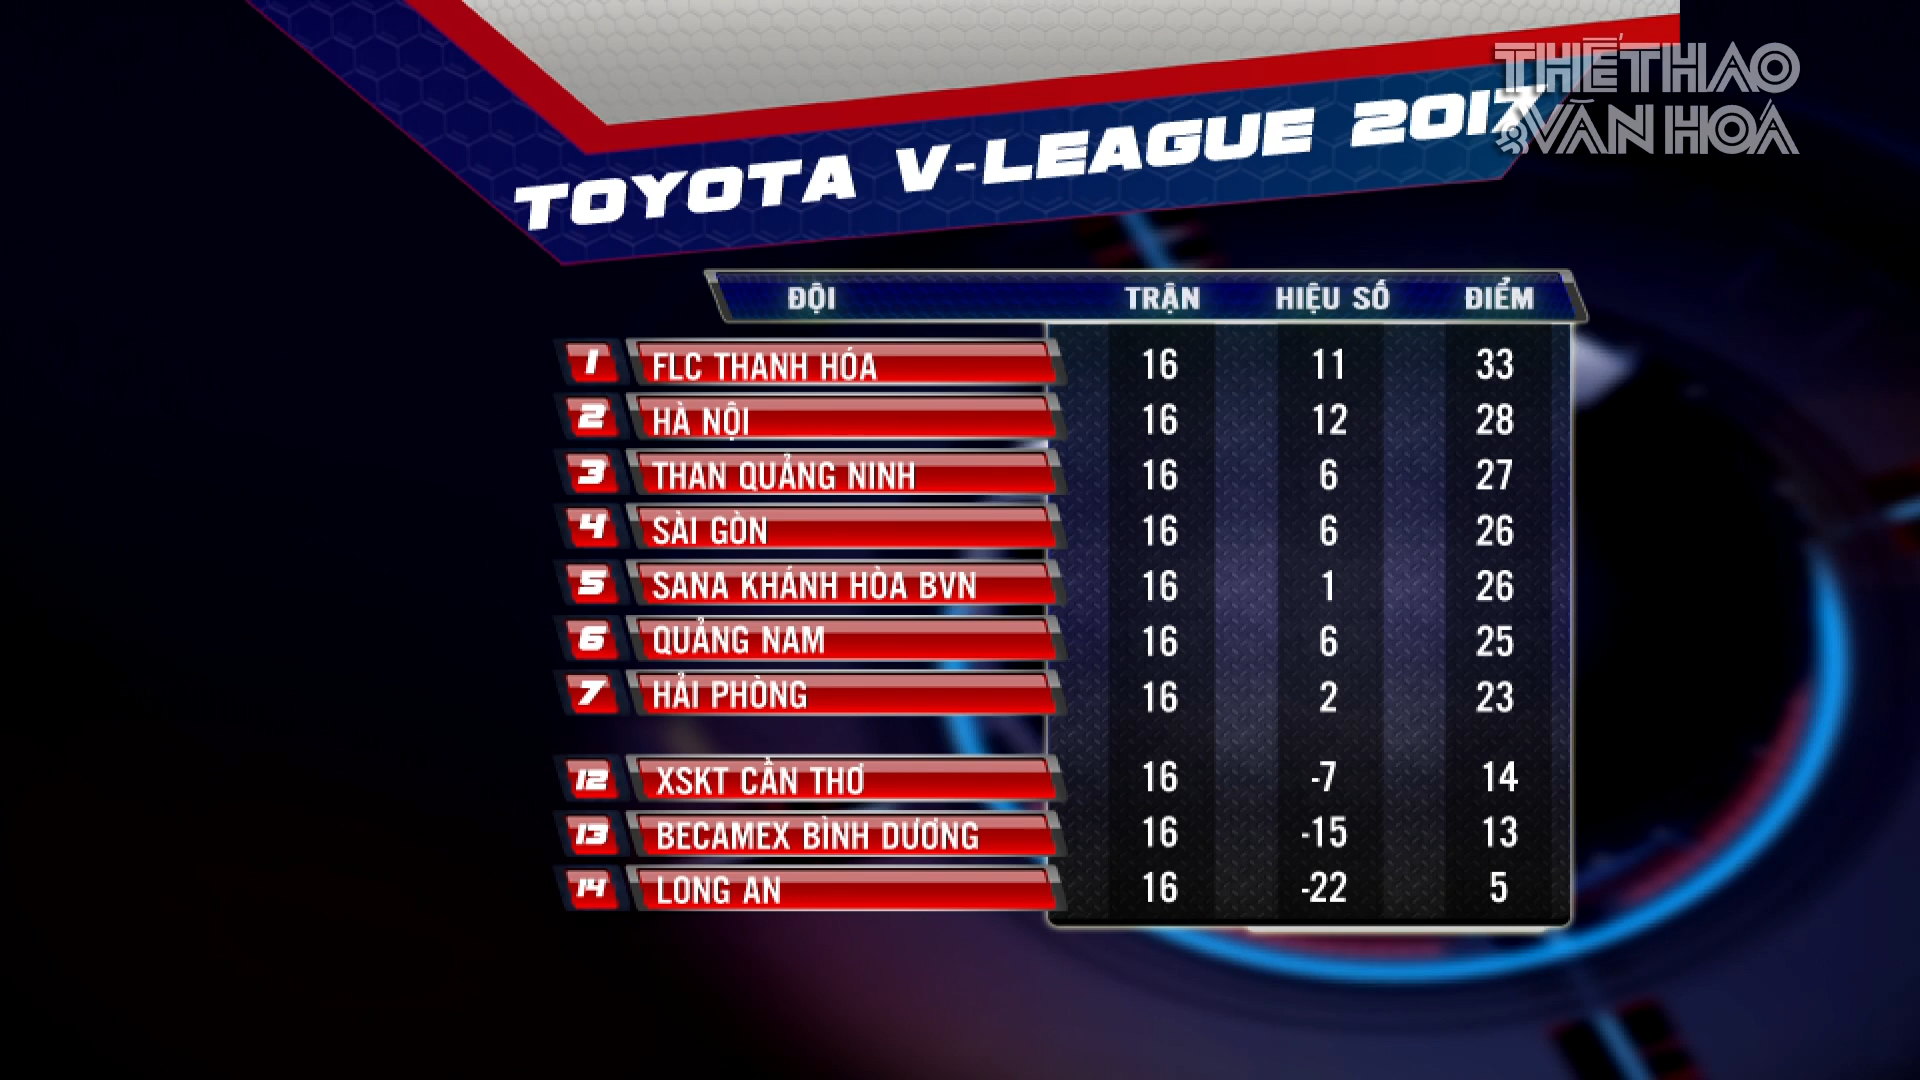 THẾTHAO
&VĂNHOÁ
TOYOTA V-LEAGUE 2017
ĐỘI TRẬN HIỆU SỐ ĐIỂM
1 FLC THANH HÓA 16 11 33
2 HÀ NỘI 16 12 28
3 THAN QUẢNG NINH 16 6 27
4 SÀI GÒN 16 6 26
5 SANA KHÁNH HÒA BVN 16 1 26
6 QUẢNG NAM 16 6 25
7 HẢI PHÒNG 16 2 23
12 XSKT CẦN THƠ 16 -7 14
13 BECAMEX BÌNH DƯƠNG 16 -15 13
14 LONG AN 16 -22 5